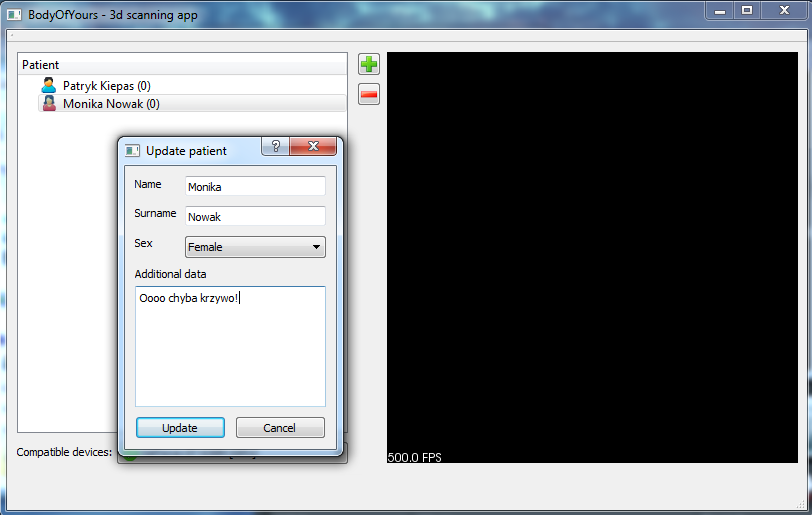 BodyOfYours - 3d scanning app
Patient
Patryk Kiepas (0)
Monika Nowak (0)
Update patient
Name
Monika
Surname
Nowak
Sex
Female
Additional data
Oooo chyba krzywo!
Update
Cancel
Compatible devices:
500.0 FPS